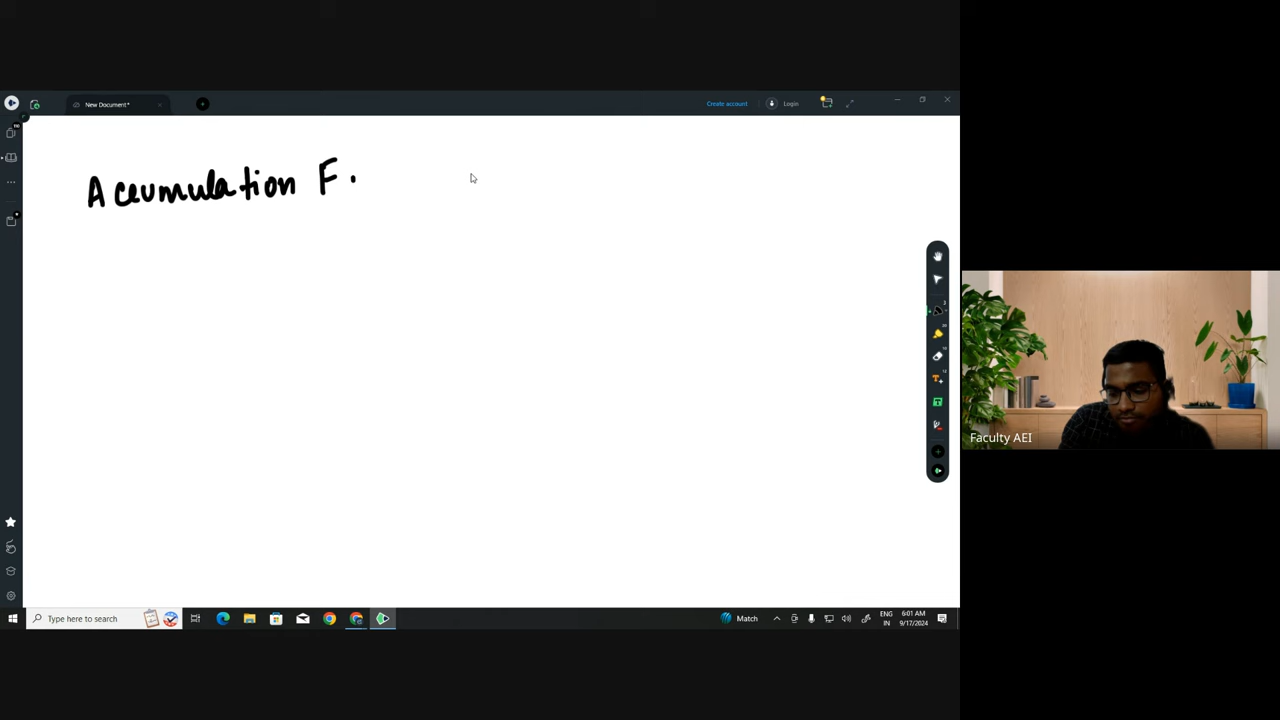 New Document*
Create account
Login
Accumulation F.
Faculty AEI
Type here to search
Match
ENG
IN
6:01 AM
9/17/2024